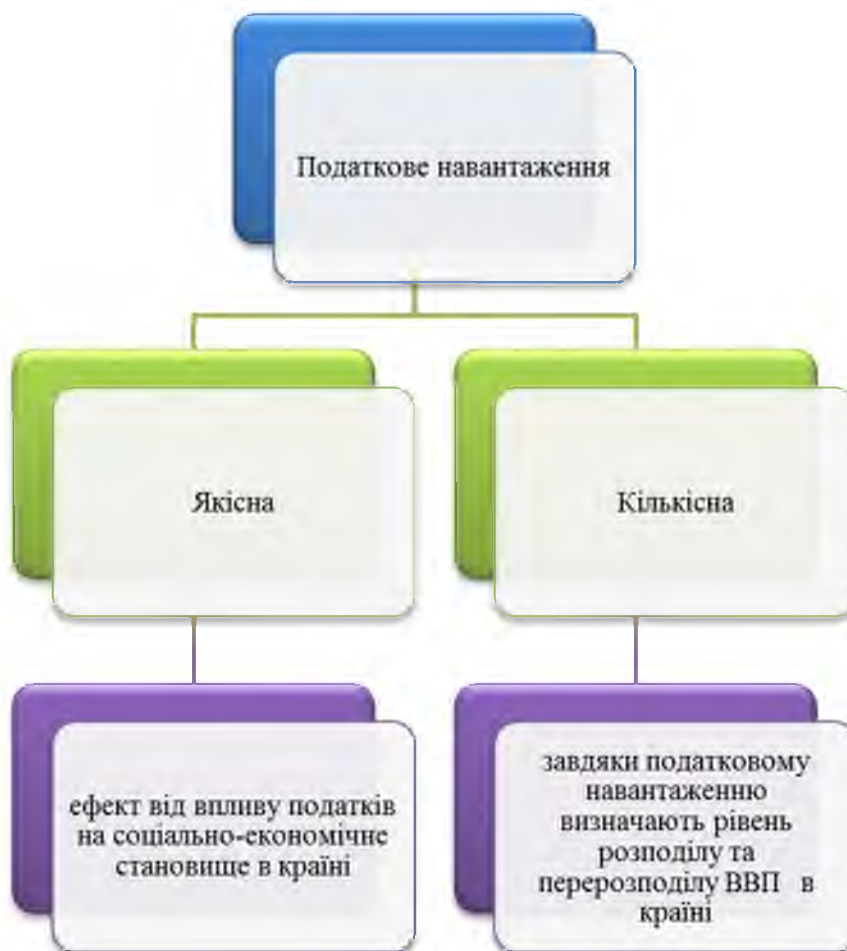 Податкове навантаження
Якісна
Кількісна
ефект від впливу податків
на соціально-економічне
становище в країні
завдяки податковому
навантаженню
визначають рівень
розподілу та
перерозподілу ВВП в
країні